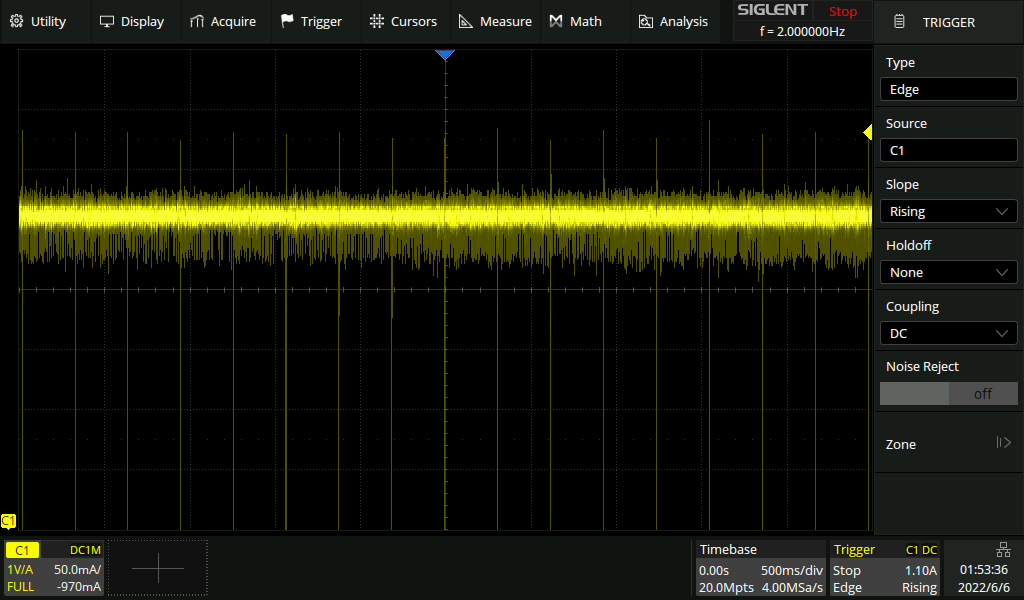 Utility Display Acquire Trigger Cursors Measure Math Analysis SIGLENT Stop TRIGGER
f = 2.000000Hz
Type
Edge
Source
C1
Slope
Rising
Holdoff
None
Coupling
DC
Noise Reject
off
Zone
C1
C1 DC1M
1V/A 50.0mA/
FULL -970mA
Timebase
0.00s 500ms/div
20.0Mpts 4.00MSa/s
Trigger C1 DC
Stop 1.10A
Edge Rising
01:53:36
2022/6/6